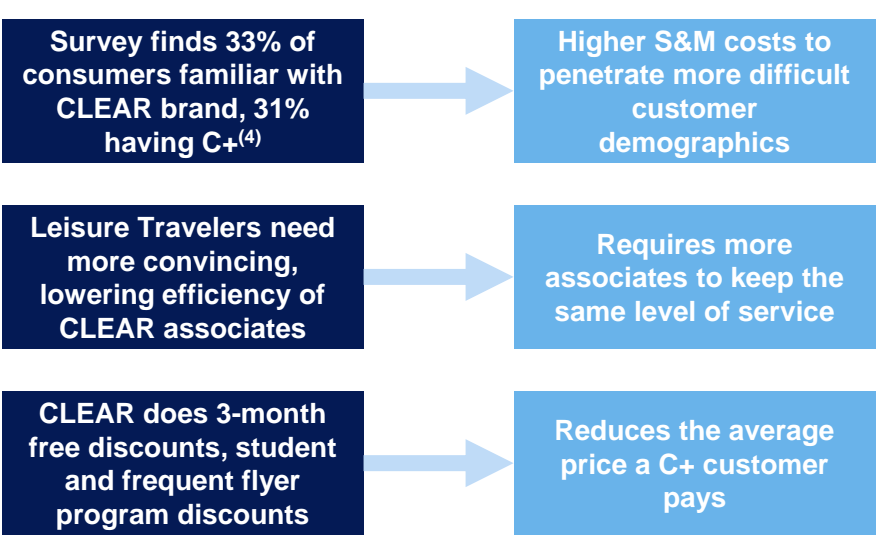 Survey finds 33% of
consumers familiar with
CLEAR brand, 31%
having C+(4)
Higher S&M costs to
penetrate more difficult
customer
demographics
Leisure Travelers need
more convincing,
lowering efficiency of
CLEAR associates
Requires more
associates to keep the
same level of service
CLEAR does 3-month
free discounts, student
and frequent flyer
program discounts
Reduces the average
price a C+ customer
pays